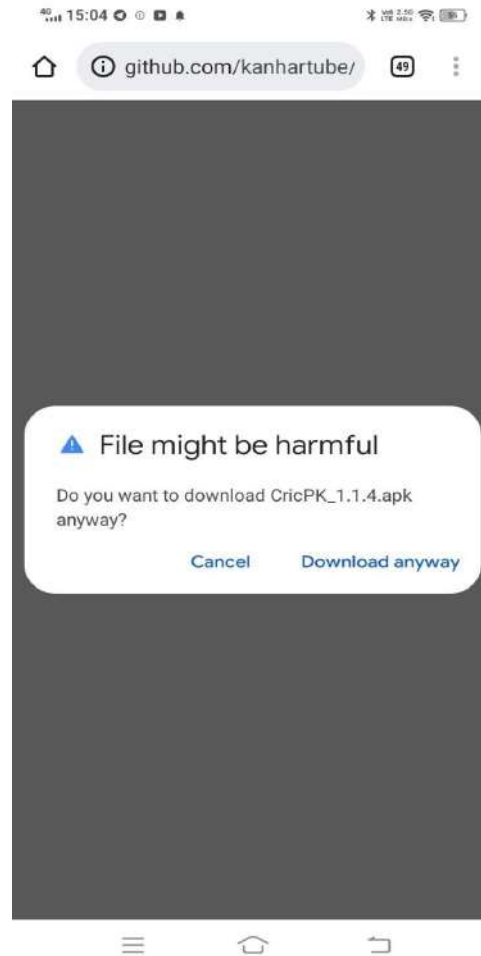 4G 15:04
github.com/kanhartube/
49
File might be harmful
Do you want to download CricPK_1.1.4.apk
anyway?
Cancel Download anyway